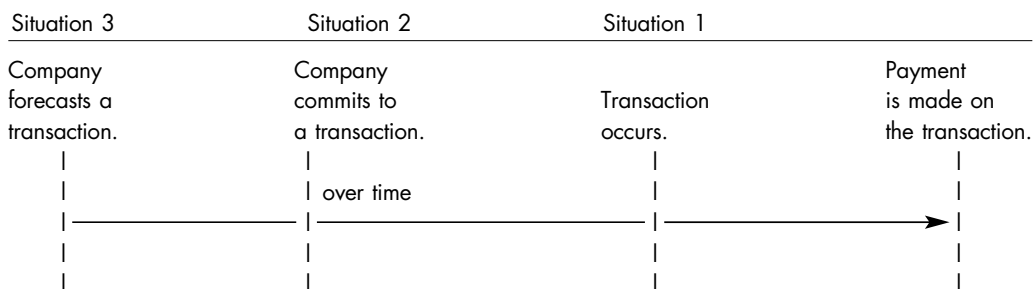 Situation 3 Situation 2 Situation 1
Company
forecasts a
transaction.
Company
commits to
a transaction.
Transaction
occurs.
Payment
is made on
the transaction.
over time